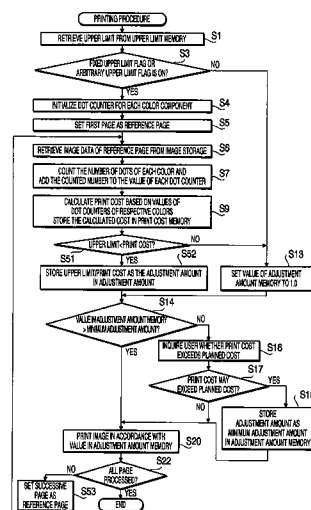 PRINTING PROCEDURE
S1
RETRIEVE UPPER LIMIT FROM UPPER LIMIT MEMORY
S3
FIXED UPPER LIMIT FLAG OR
ARBITRARY UPPER LIMIT FLAG IS ON?
NO
YES
S4
INITIALIZE DOT COUNTER FOR EACH COLOR COMPONENT
S5
SET FIRST PAGE AS REFERENCE PAGE
S6
RETRIEVE IMAGE DATA OF REFERENCE PAGE FROM IMAGE STORAGE
S7
COUNT THE NUMBER OF DOTS OF EACH COLOR AND
ADD THE COUNTED NUMBER TO THE VALUE OF EACH DOT COUNTER
S9
CALCULATE PRINT COST BASED ON VALUES OF
DOT COUNTERS OF RESPECTIVE COLORS
STORE THE CALCULATED COST IN PRINT COST MEMORY
UPPER LIMIT<PRINT COST?
NO
S51
YES
S52
S13
STORE UPPER LIMIT/PRINT COST AS THE ADJUSTMENT AMOUNT
IN ADJUSTMENT AMOUNT
SET VALUE OF ADJUSTMENT
AMOUNT MEMORY TO 1.0
S14
VALUE IN ADJUSTMENT AMOUNT MEMORY
> MINIMUM ADJUSTMENT AMOUNT?
NO
S16
INQUIRE USER WHETHER PRINT COST
EXCEEDS PLANNED COST
S17
YES
PRINT COST MAY
EXCEED PLANNED COST?
YES
NO
STORE
ADJUSTMENT AMOUNT AS
MINIMUM ADJUSTMENT AMOUNT
IN ADJUSTMENT AMOUNT MEMORY
S20
PRINT IMAGE IN ACCORDANCE WITH
VALUE IN ADJUSTMENT AMOUNT MEMORY
S22
NO
ALL PAGE
PROCESSED?
YES
SET SUCCESSIVE
PAGE AS
REFERENCE PAGE
S53
END